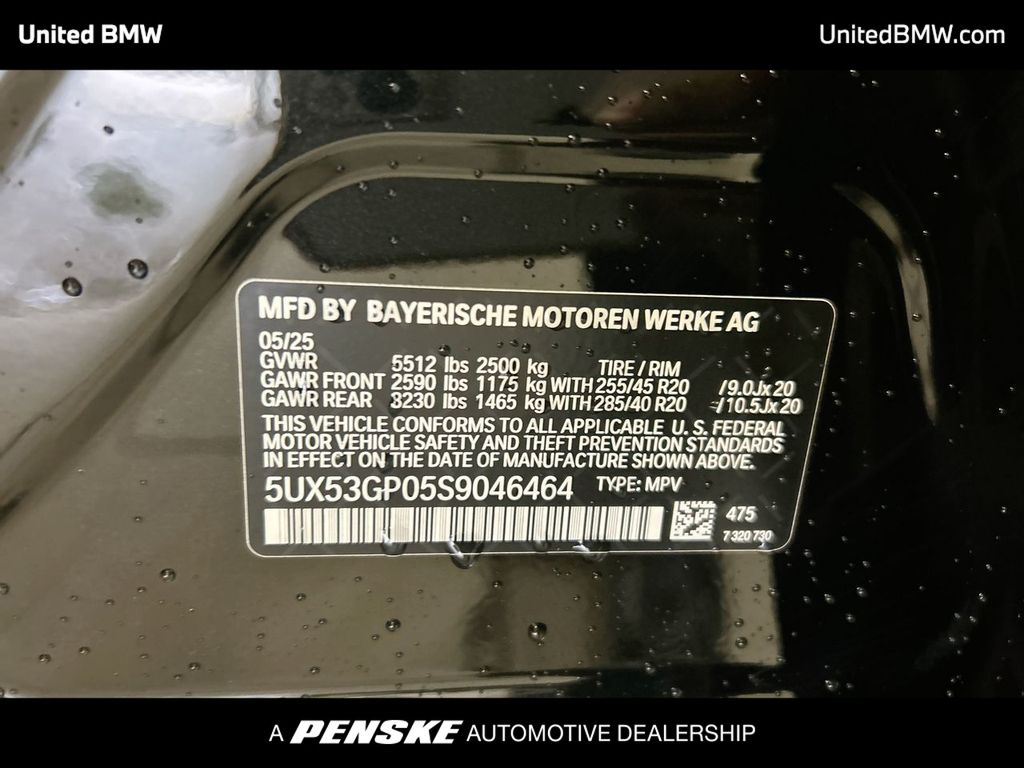 United BMW
UnitedBMW.com
MFD BY BAYERISCHE MOTOREN WERKE AG
05/25
GVWR 5512 lbs 2500 kg TIRE / RIM
GAWR FRONT 2590 lbs 1175 kg WITH 255/45 R20 /9.0Jx20
GAWR REAR 3230 lbs 1465 kg WITH 285/40 R20 /10.5Jx20
THIS VEHICLE CONFORMS TO ALL APPLICABLE U.S. FEDERAL
MOTOR VEHICLE SAFETY AND THEFT PREVENTION STANDARDS
IN EFFECT ON THE DATE OF MANUFACTURE SHOWN ABOVE.
5UX53GP05S9046464 TYPE: MPV
475
7 320 730
A PENSKE AUTOMOTIVE DEALERSHIP